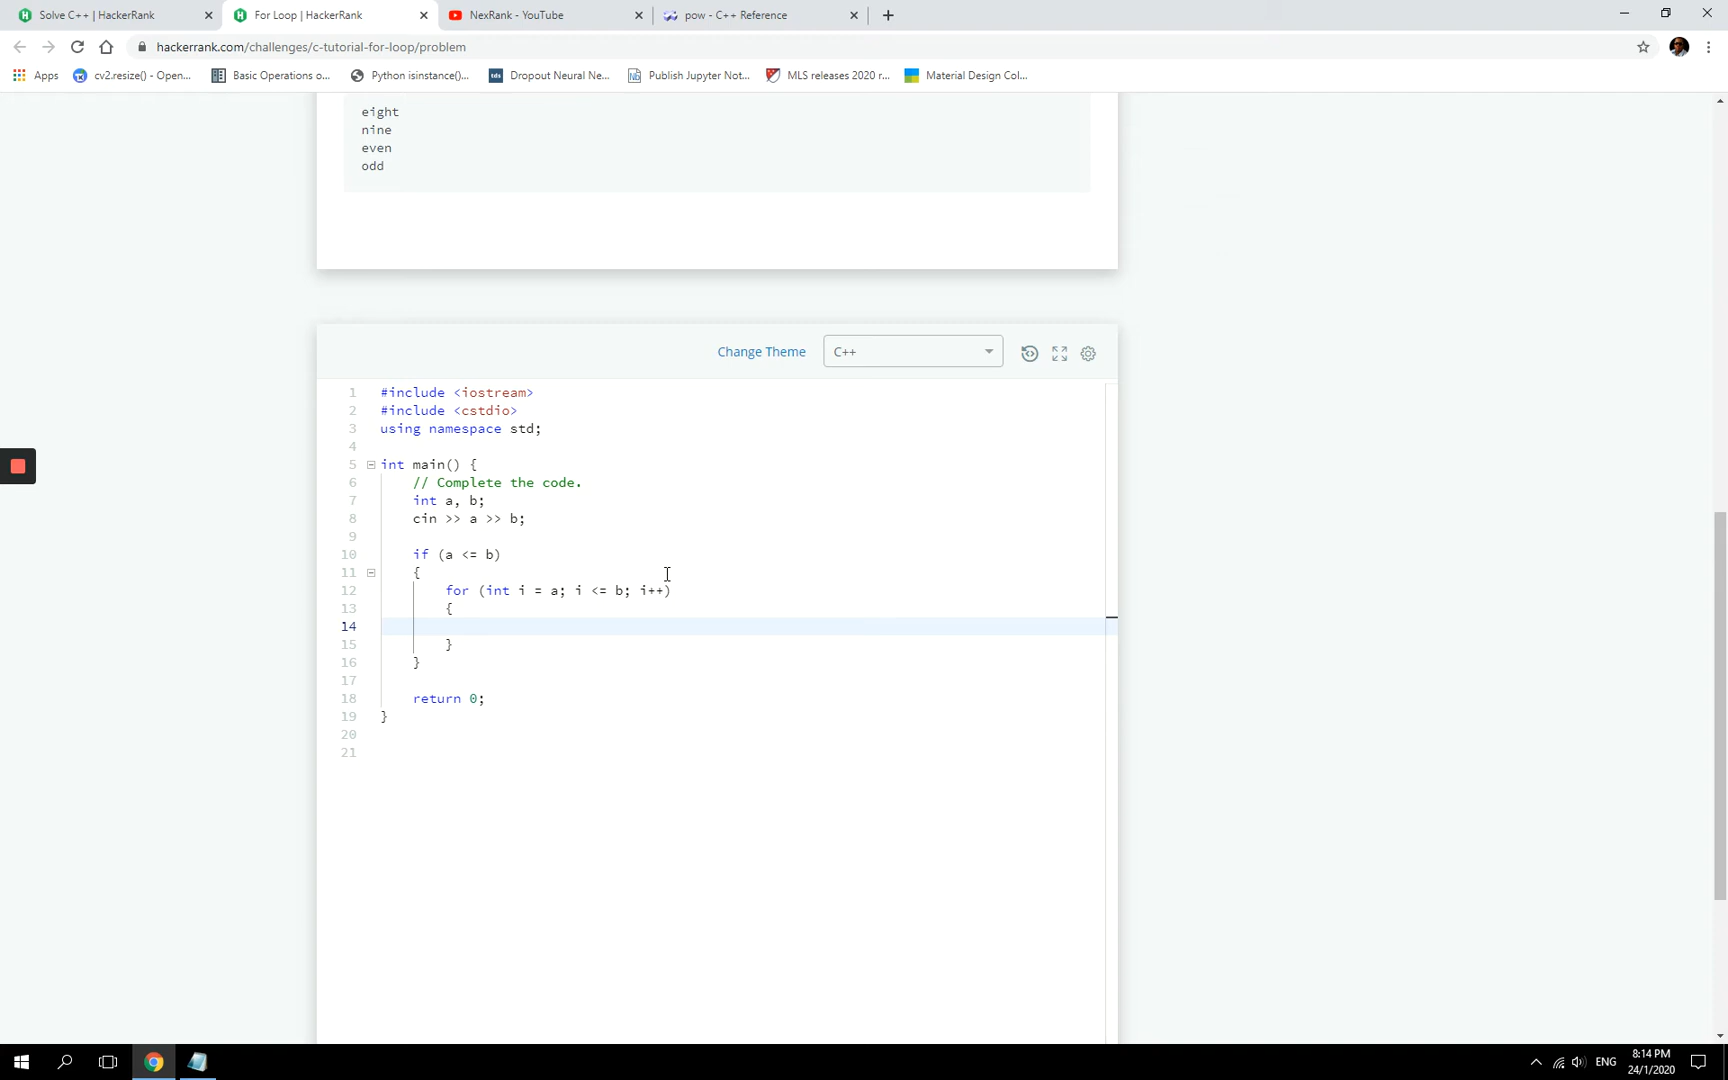 Solve C++ | HackerRank
For Loop | HackerRank
NexRank - YouTube
pow - C++ Reference
hackerrank.com/challenges/c-tutorial-for-loop/problem
Apps
cv2.resize() - Open...
Basic Operations o...
Python isinstance()...
tds
Dropout Neural Ne...
Publish Jupyter Not...
MLS releases 2020 r...
Material Design Col...
eight
nine
even
odd
Change Theme
C++
1 #include <iostream>
2 #include <cstdio>
3 using namespace std;
4
5 int main() {
6 // Complete the code.
7 int a, b;
8 cin >> a >> b;
9
10 if (a <= b)
11 {
12 for (int i = a; i <= b; i++)
13 {
14
15 }
16 }
17
18 return 0;
19 }
20
21
ENG
8:14 PM
24/1/2020